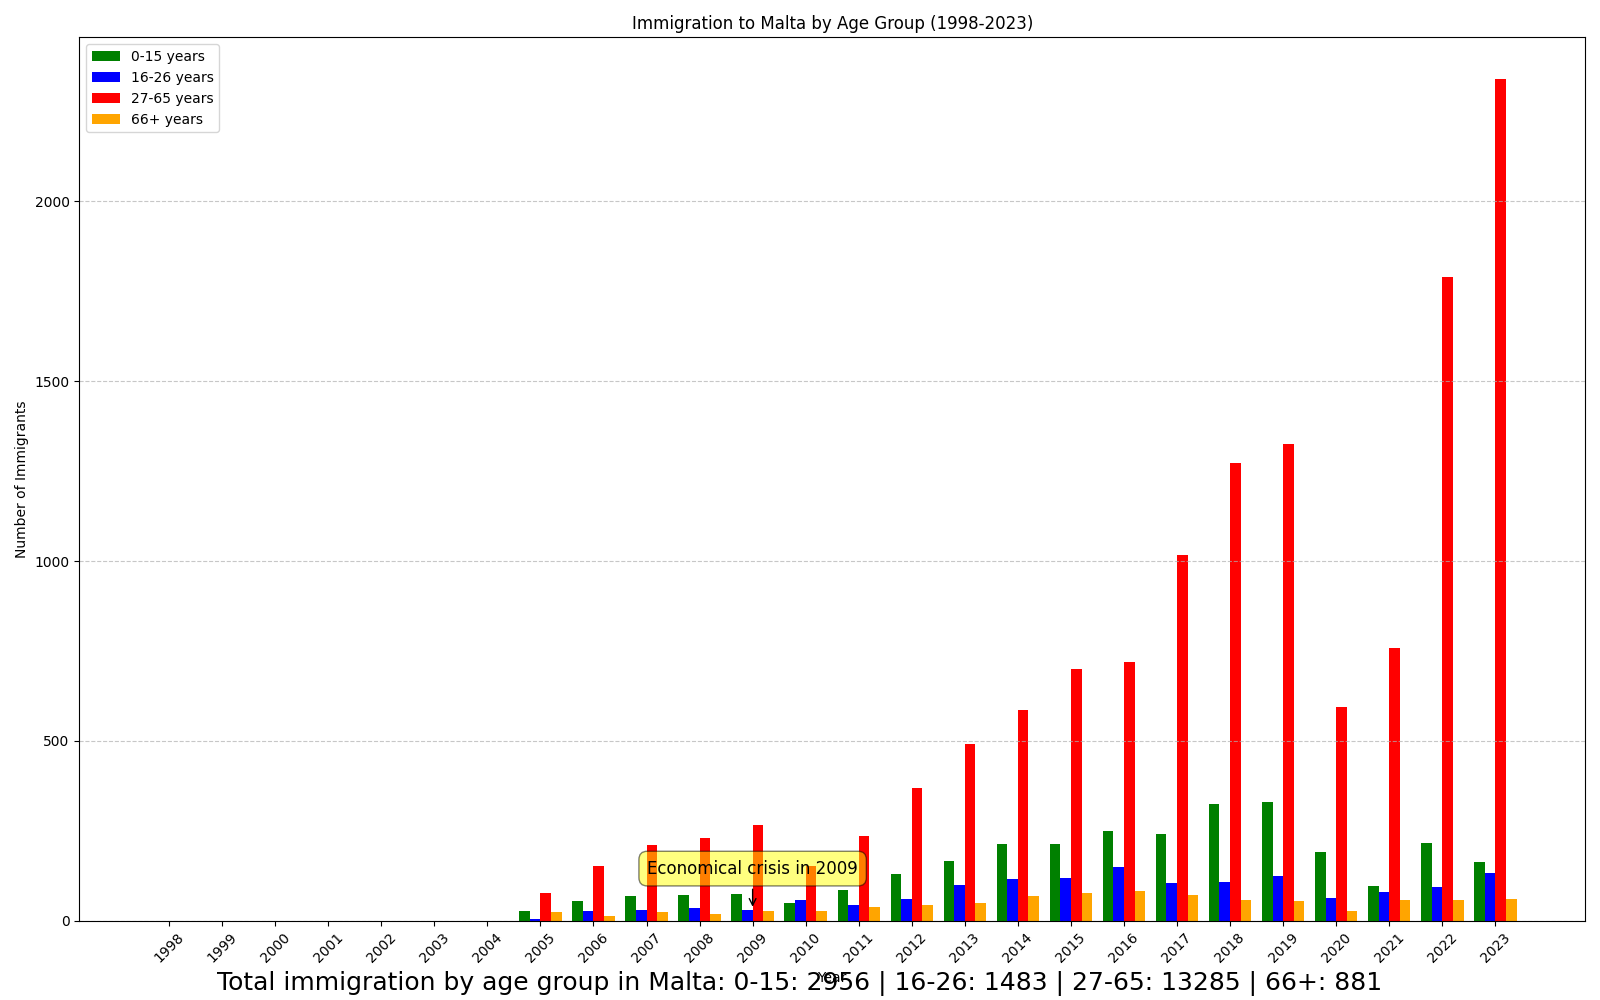 Immigration to Malta by Age Group (1998-2023)
0-15 years
16-26 years
27-65 years
66+ years
2000
1500
1000
500
0
Number of Immigrants
Economical crisis in 2009
1998 1999 2000 2001 2002 2003 2004 2005 2006 2007 2008 2009 2010 2011 2012 2013 2014 2015 2016 2017 2018 2019 2020 2021 2022 2023
Year
Total immigration by age group in Malta: 0-15: 2956 | 16-26: 1483 | 27-65: 13285 | 66+: 881